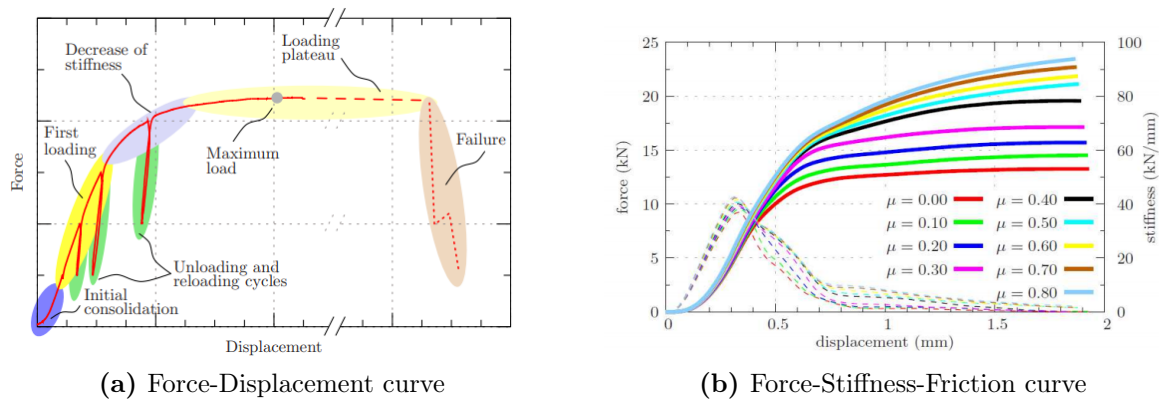 Decrease of
stiffness
Loading
plateau
First
loading
Maximum
load
Failure
Unloading and
reloading cycles
Initial
consolidation
Force
Displacement
(a) Force-Displacement curve
25
20
15
10
5
0
force (kN)
100
80
60
40
20
0
stiffness (kN/mm)
μ = 0.00
μ = 0.10
μ = 0.20
μ = 0.30
μ = 0.40
μ = 0.50
μ = 0.60
μ = 0.70
μ = 0.80
0 0.5 1 1.5 2
displacement (mm)
(b) Force-Stiffness-Friction curve